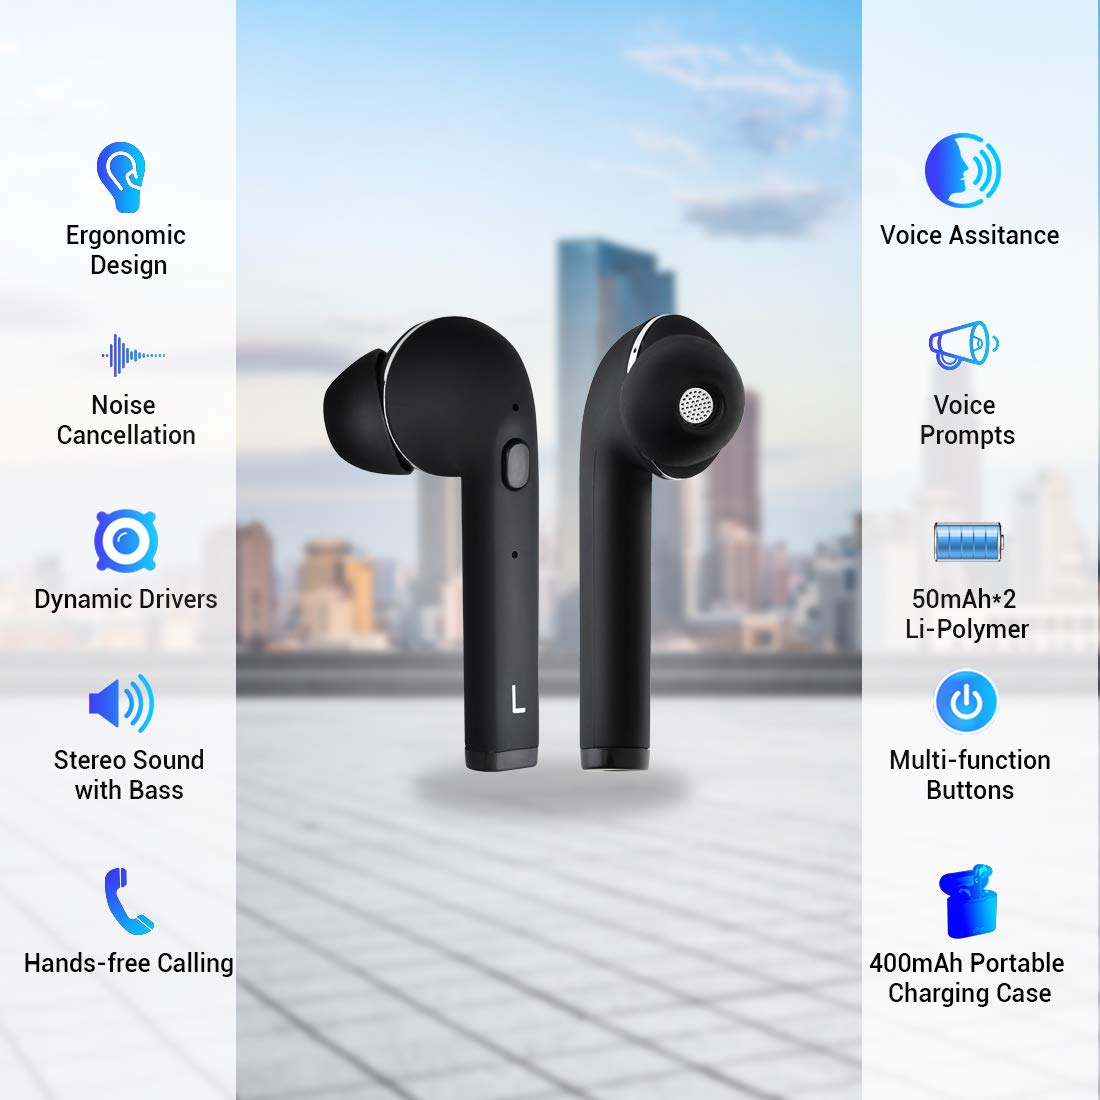 Ergonomic
Design
Noise
Cancellation
Dynamic Drivers
Stereo Sound
with Bass
Hands-free Calling
L
Voice Assitance
Voice
Prompts
50mAh*2
Li-Polymer
Multi-function
Buttons
400mAh Portable
Charging Case